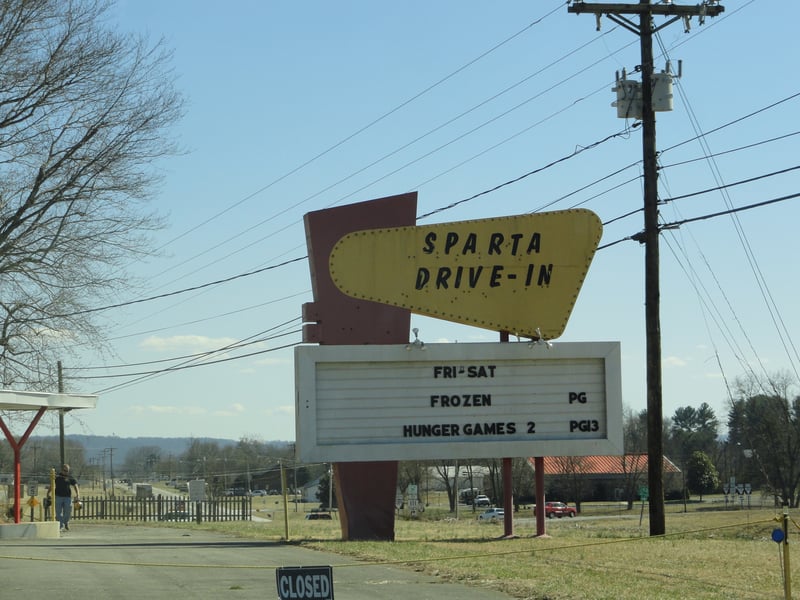 SPARTA
DRIVE-IN
FRI-SAT
FROZEN PG
HUNGER GAMES 2 PG13
CLOSED